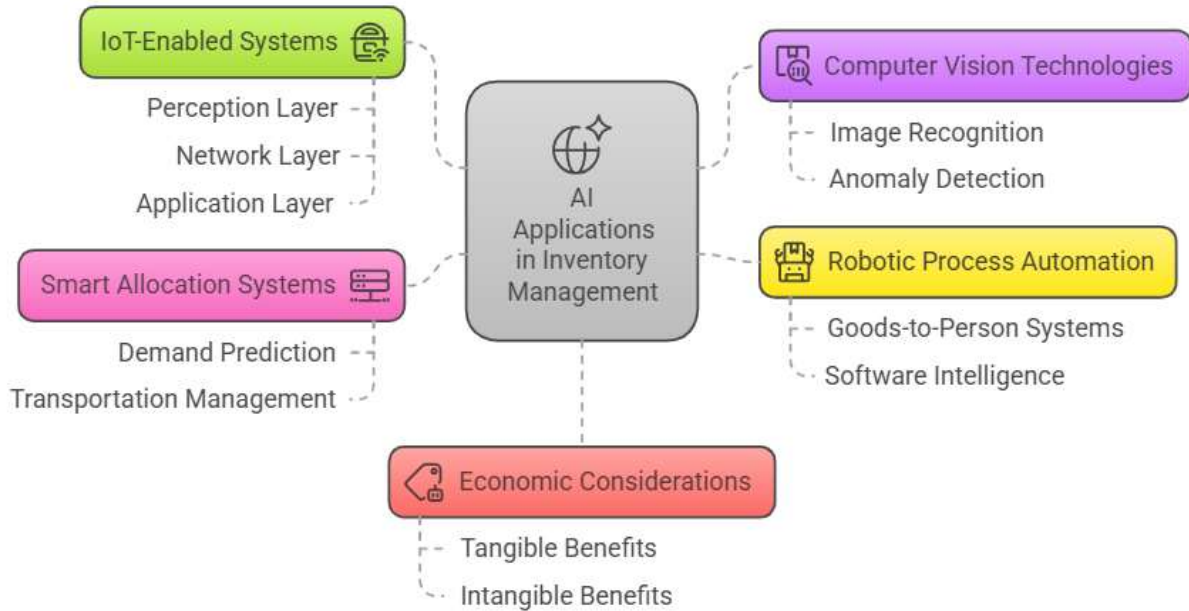 IoT-Enabled Systems
Perception Layer
Network Layer
Application Layer
Smart Allocation Systems
Demand Prediction
Transportation Management
AI
Applications
in Inventory
Management
Computer Vision Technologies
Image Recognition
Anomaly Detection
Robotic Process Automation
Goods-to-Person Systems
Software Intelligence
Economic Considerations
Tangible Benefits
Intangible Benefits